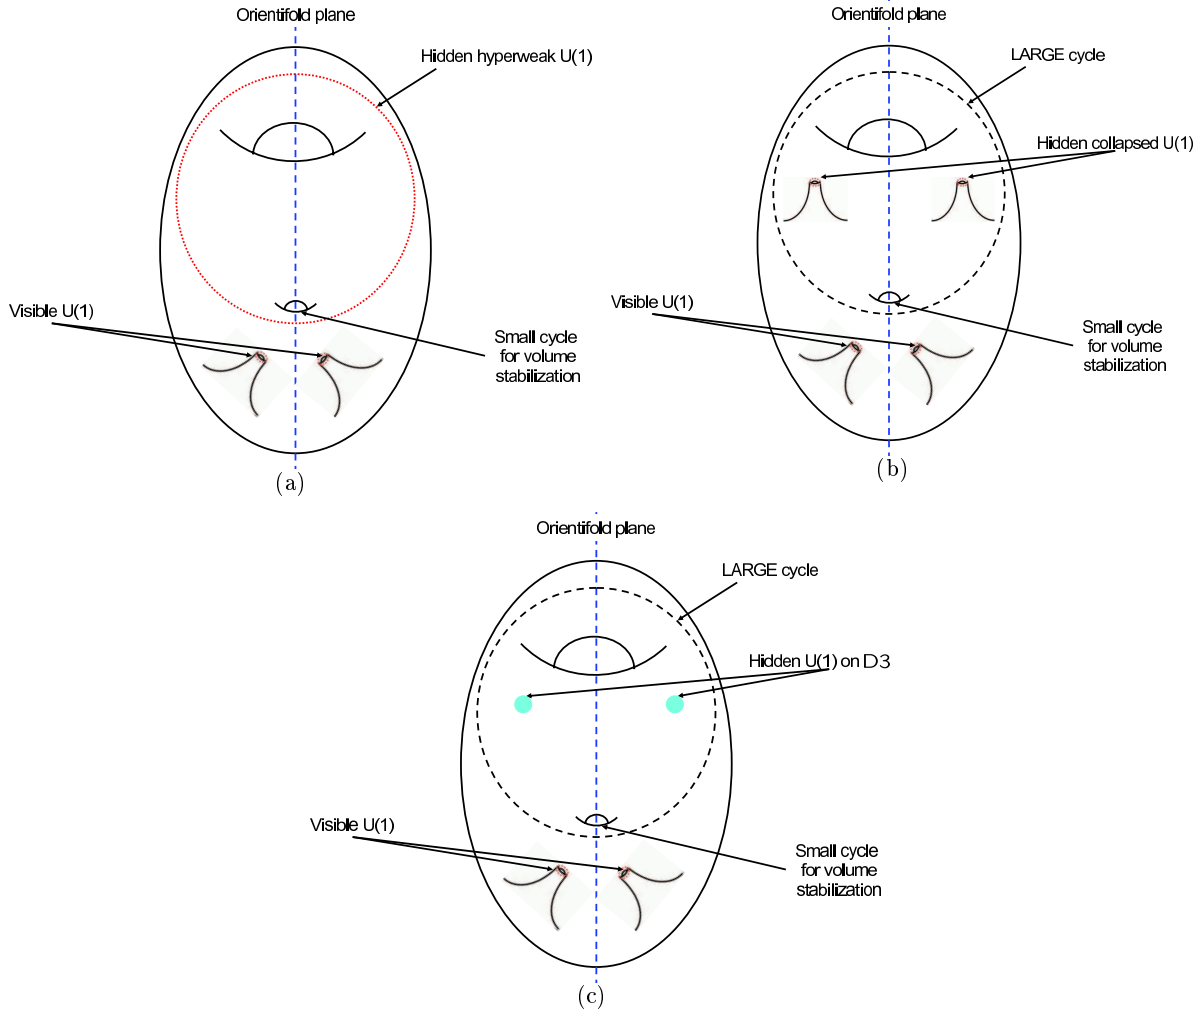 Orientifold plane
Hidden hyperweak U(1)
Visible U(1)
Small cycle
for volume
stabilization
(a)
Orientifold plane
LARGE cycle
Hidden collapsed U(1)
Visible U(1)
Small cycle
for volume
stabilization
(b)
Orientifold plane
LARGE cycle
Hidden U(1) on D3
Visible U(1)
Small cycle
for volume
stabilization
(c)